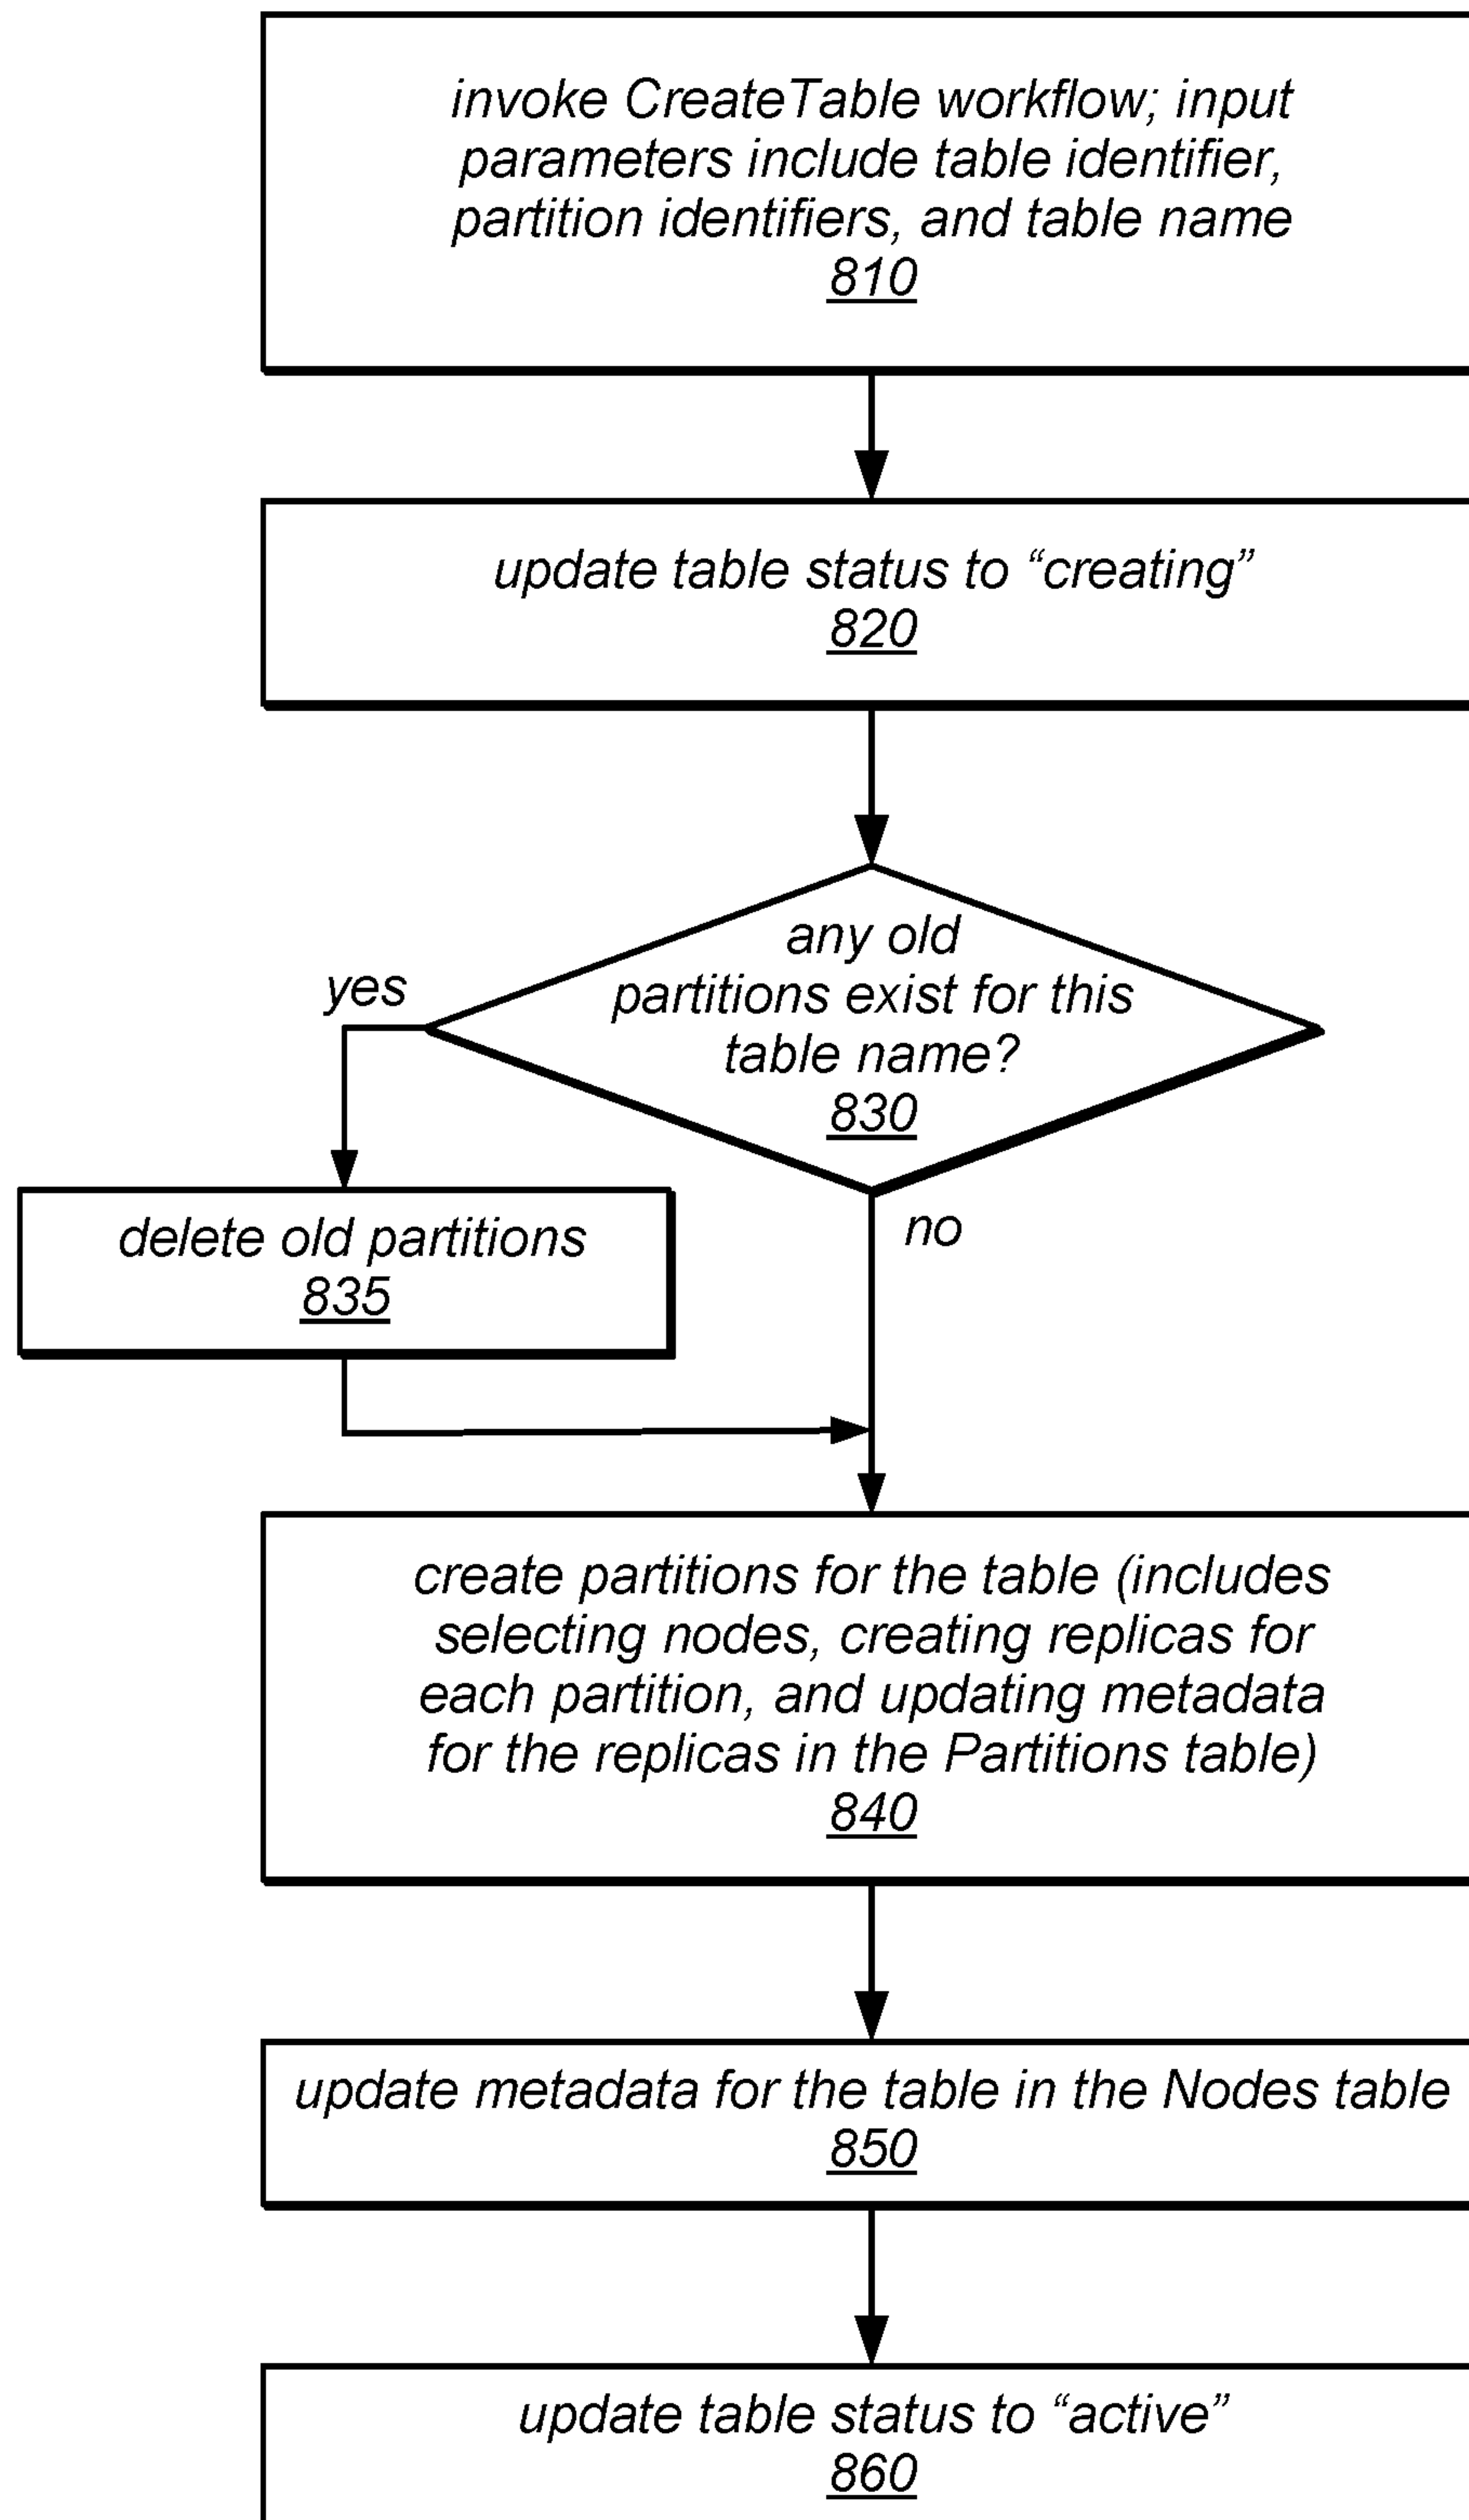 invoke CreateTable workflow; input
parameters include table identifier,
partition identifiers, and table name
810
update table status to “creating”
820
any old
partitions exist for this
table name?
830
yes
no
delete old partitions
835
create partitions for the table (includes
selecting nodes, creating replicas for
each partition, and updating metadata
for the replicas in the Partitions table)
840
update metadata for the table in the Nodes table
850
update table status to “active”
860